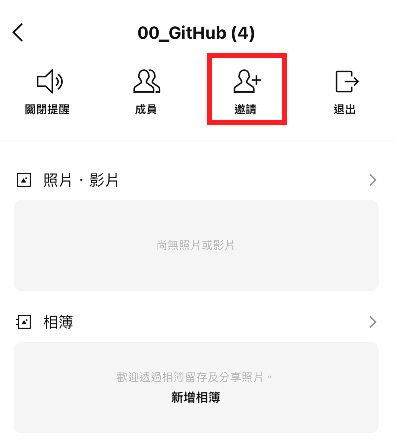 00_GitHub (4)
關閉提醒 成員 邀請 退出
照片・影片
尚無照片或影片
相簿
歡迎透過相簿留存及分享照片。
新增相簿